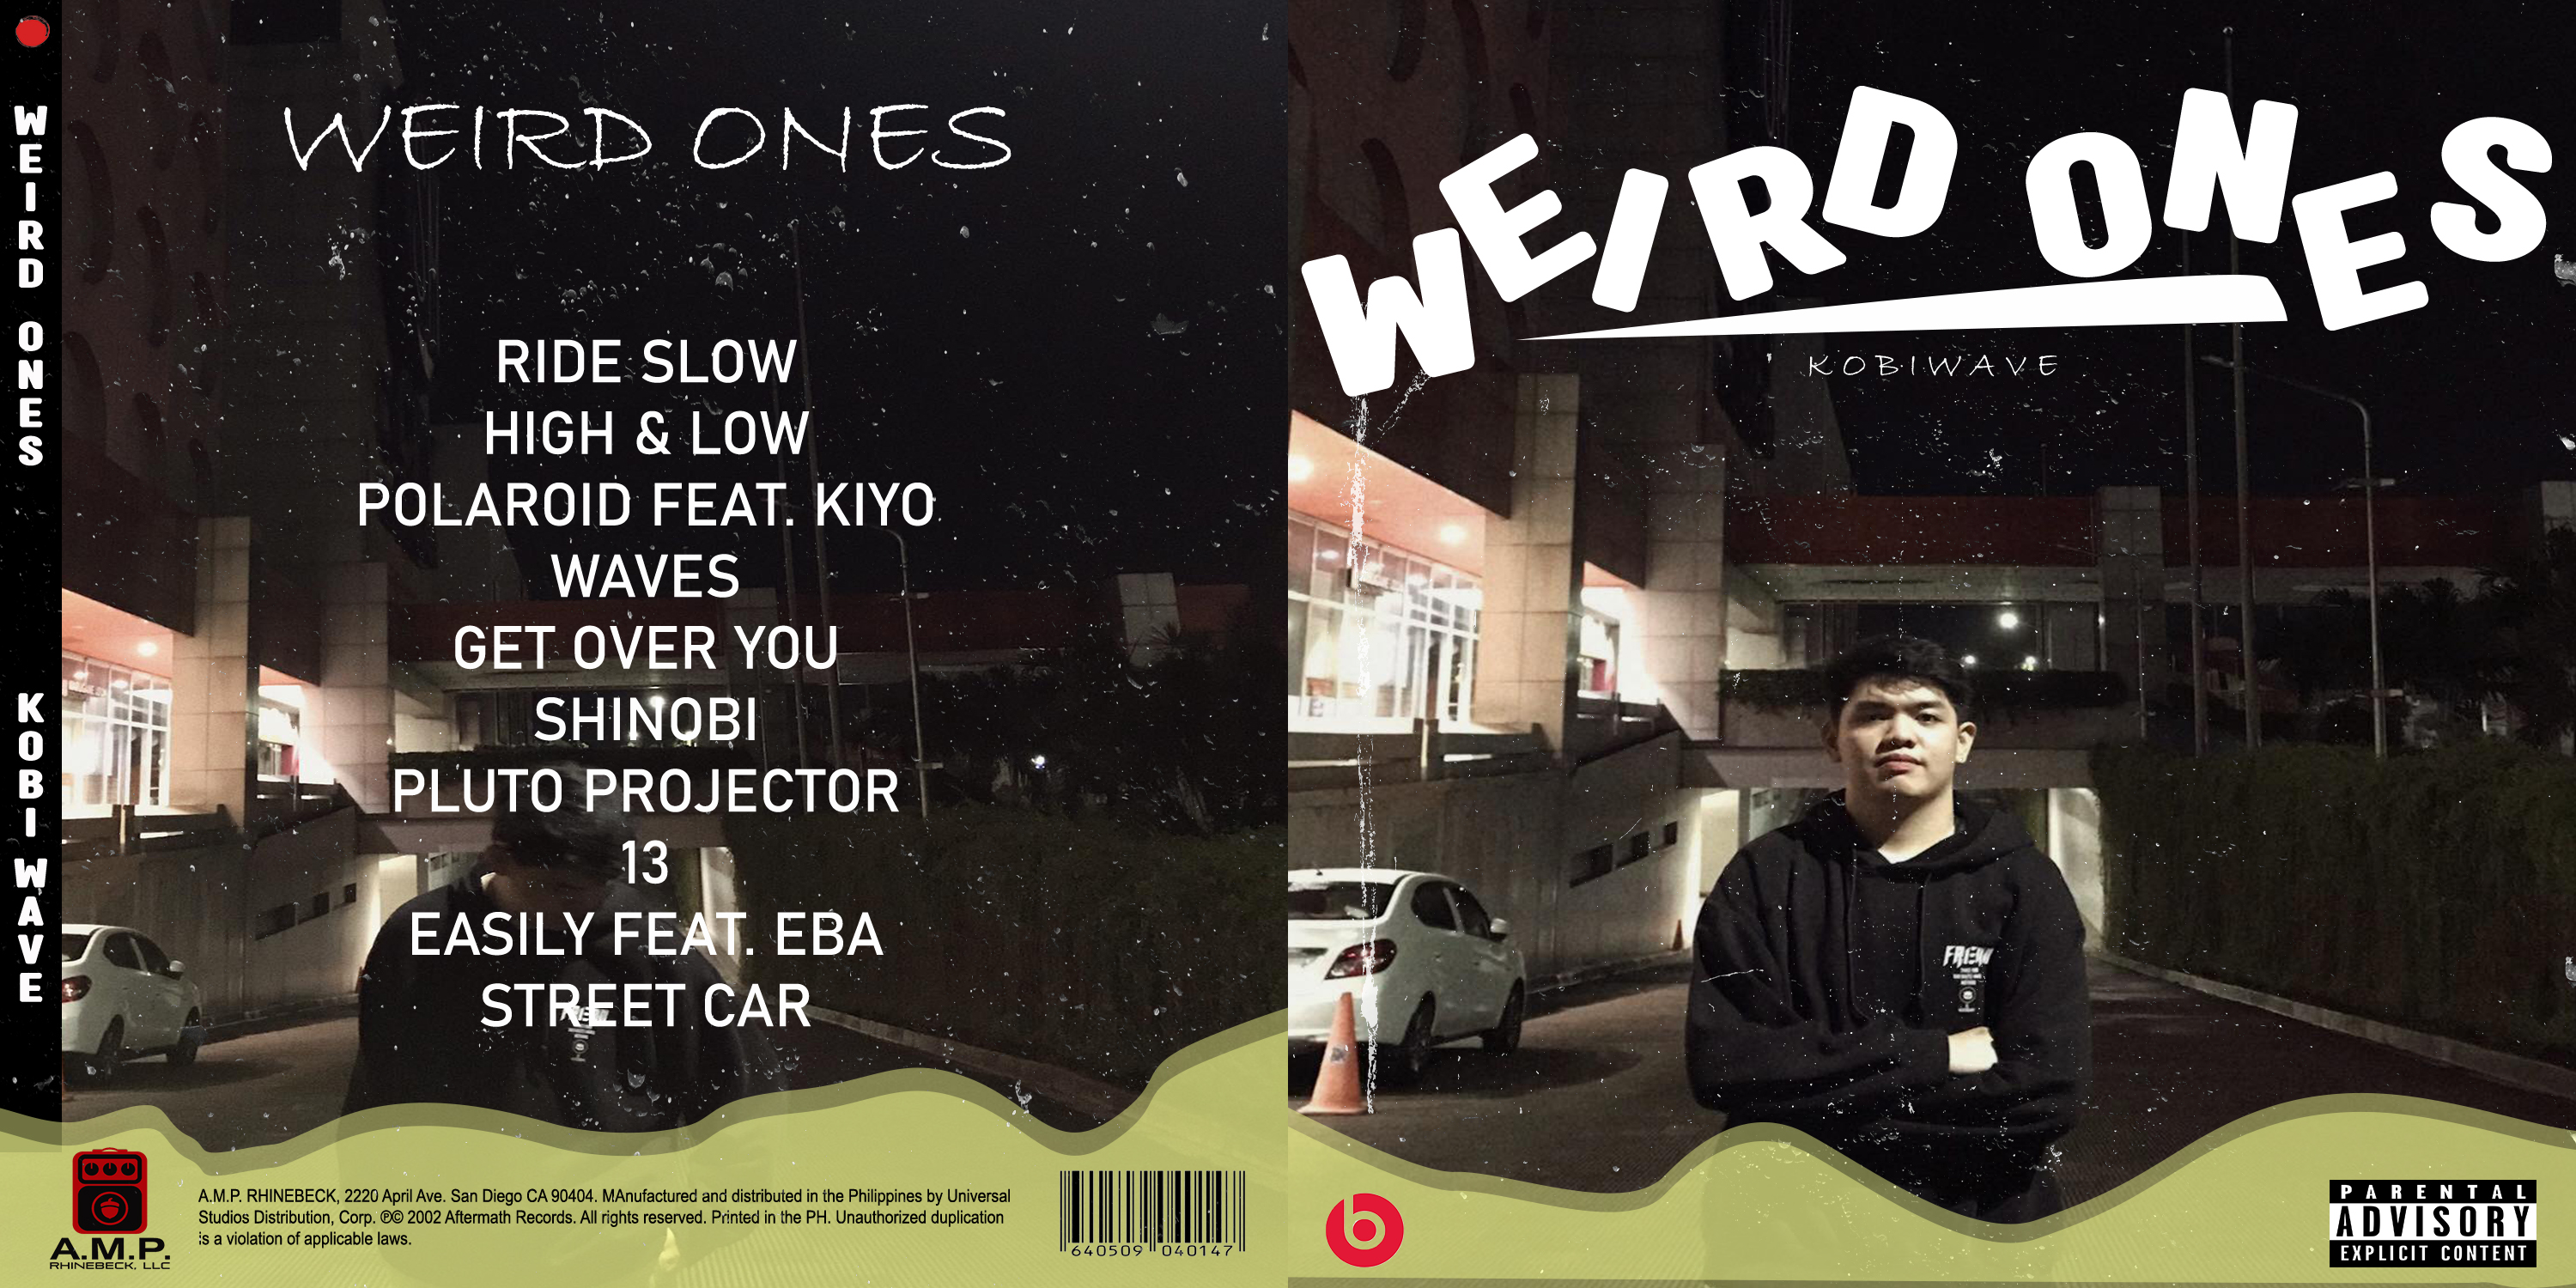 WEIRD ONES
KOBI WAVE
WEIRD ONES
RIDE SLOW
HIGH & LOW
POLAROID FEAT. KIYO
WAVES
GET OVER YOU
SHINOBI
PLUTO PROJECTOR
13
EASILY FEAT. EBA
STREET CAR
A.M.P.
RHINEBECK, LLC
A.M.P. RHINEBECK, 2220 April Ave. San Diego CA 90404. MAnufactured and distributed in the Philippines by Universal
Studios Distribution, Corp. ℗© 2002 Aftermath Records. All rights reserved. Printed in the PH. Unauthorized duplication
is a violation of applicable laws.
640509 040147
WEIRD ONES
KOBIWAVE
b
PARENTAL
ADVISORY
EXPLICIT CONTENT